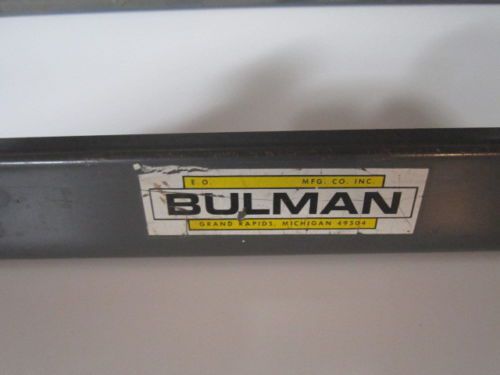 E. O. MFG. CO. INC.
BULMAN
GRAND RAPIDS, MICHIGAN 49504